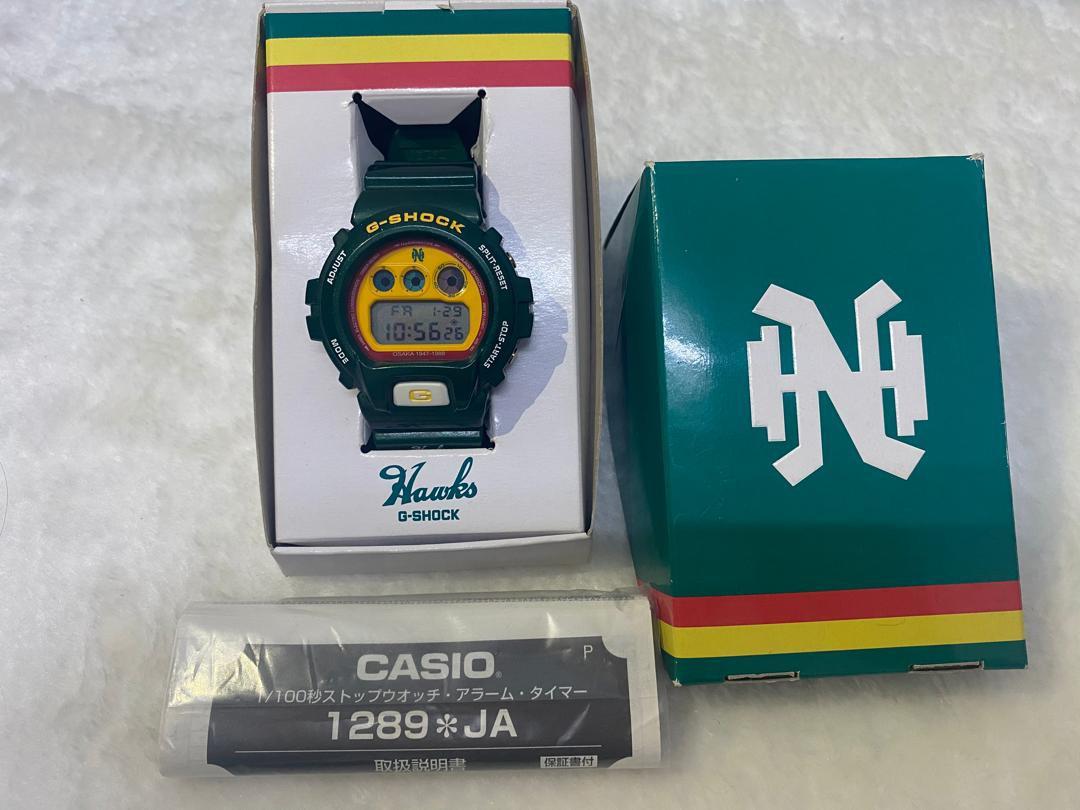 G-SHOCK
ADJUST
SPLIT-RESET
NH
FR 1-29
10:56 26
MODE
START-STOP
OSAKA 1947-1988
G
Hawks
G-SHOCK
NH
CASIO
P
1/100秒ストップウオッチ・アラーム・タイマー
1289✻JA
取扱説明書
保証書付